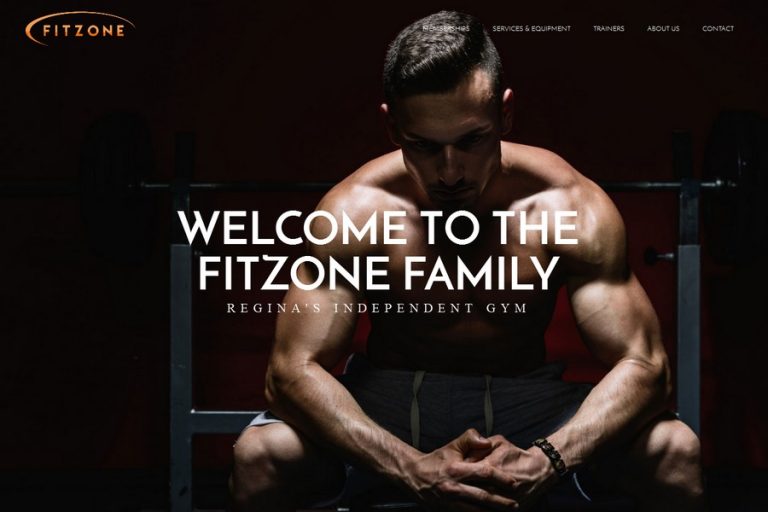 FITZONE
MEMBERSHIPS SERVICES & EQUIPMENT TRAINERS ABOUT US CONTACT
WELCOME TO THE
FITZONE FAMILY
REGINA'S INDEPENDENT GYM